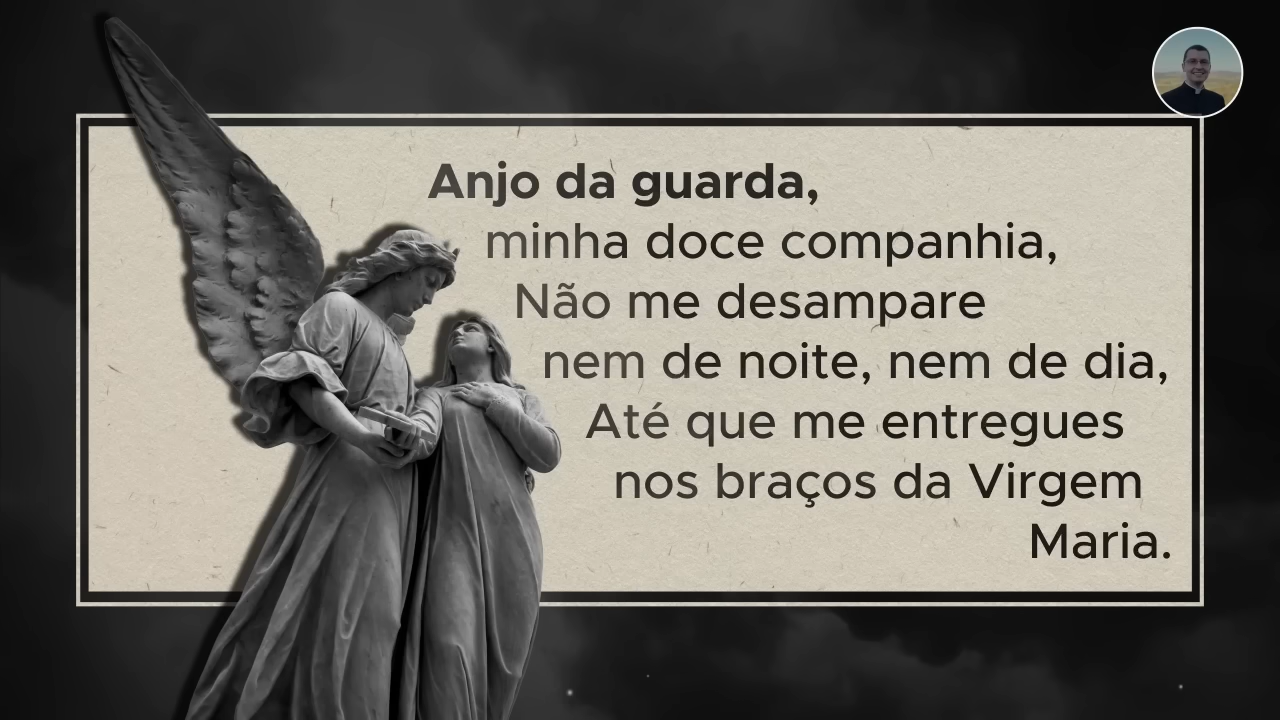 Anjo da guarda,
minha doce companhia,
Não me desampare
nem de noite, nem de dia,
Até que me entregues
nos braços da Virgem
Maria.